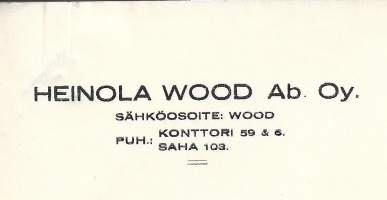 HEINOLA WOOD Ab. Oy.
SÄHKÖOSOITE: WOOD
PUH.: KONTTORI 59 & 6.
SAHA 103.